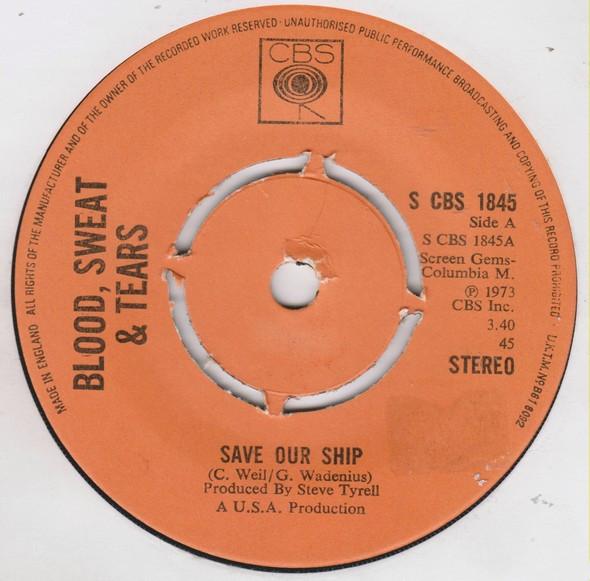 MADE IN ENGLAND ALL RIGHTS OF THE MANUFACTURER AND OF THE OWNER OF THE RECORDED WORK RESERVED · UNAUTHORISED PUBLIC PERFORMANCE BROADCASTING AND COPYING OF THIS RECORD PROHIBITED · U.K.T.M. Nº B618092
CBS
BLOOD, SWEAT
& TEARS
S CBS 1845
Side A
S CBS 1845A
Screen Gems-
Columbia M.
℗ 1973
CBS Inc.
3.40
45
STEREO
SAVE OUR SHIP
(C. Weil/G. Wadenius)
Produced By Steve Tyrell
A U.S.A. Production